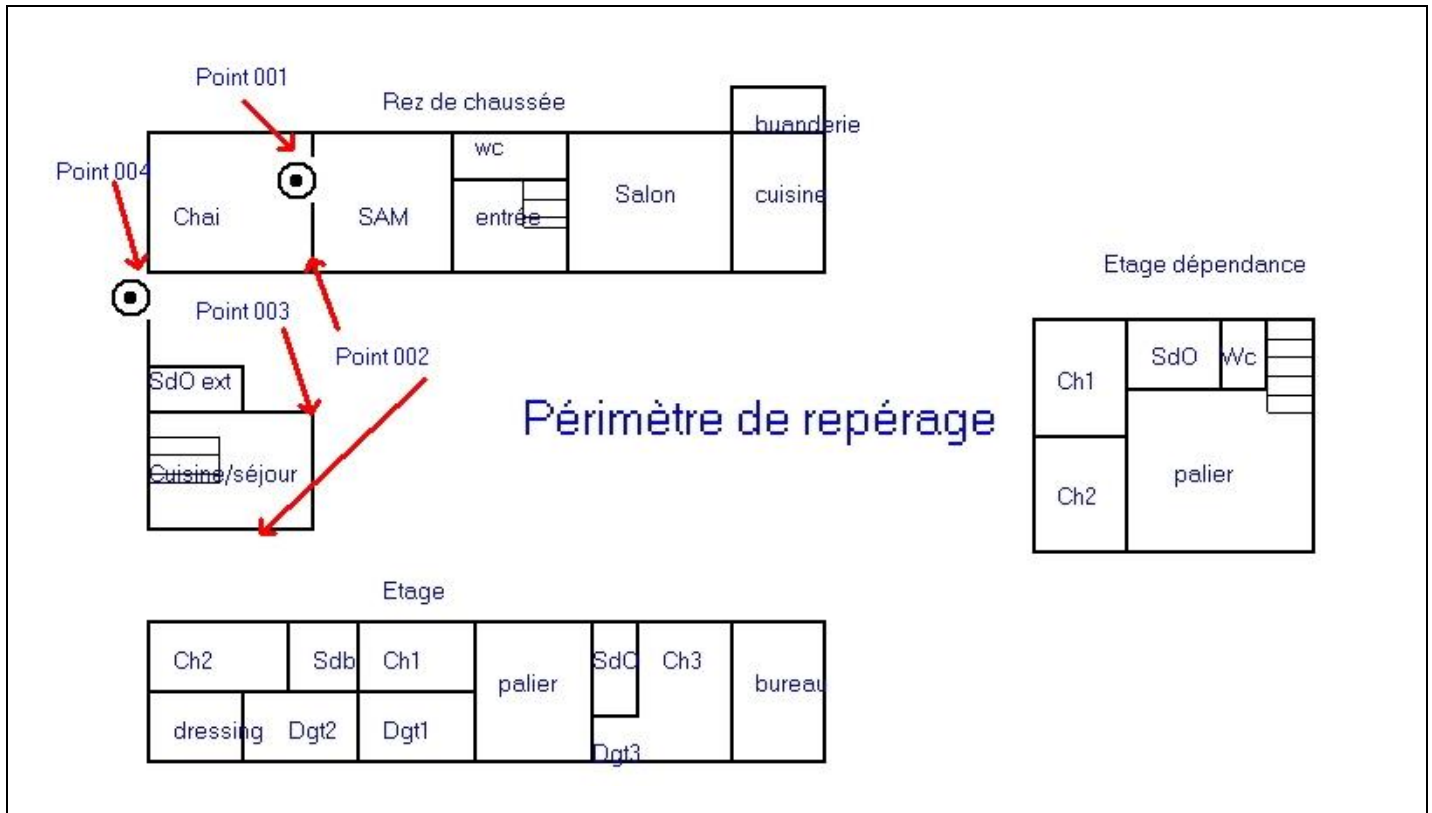 Point 001
Rez de chaussée
buanderie
wc
Point 004
Salon
cuisine
Chai
SAM
entrée
Etage dépendance
Point 003
Point 002
SdO
Wc
Ch1
SdO ext
Périmètre de repérage
Cuisine/séjour
palier
Ch2
Etage
Ch2
Sdb
Ch1
SdO
Ch3
palier
bureau
dressing
Dgt2
Dgt1
Dgt3